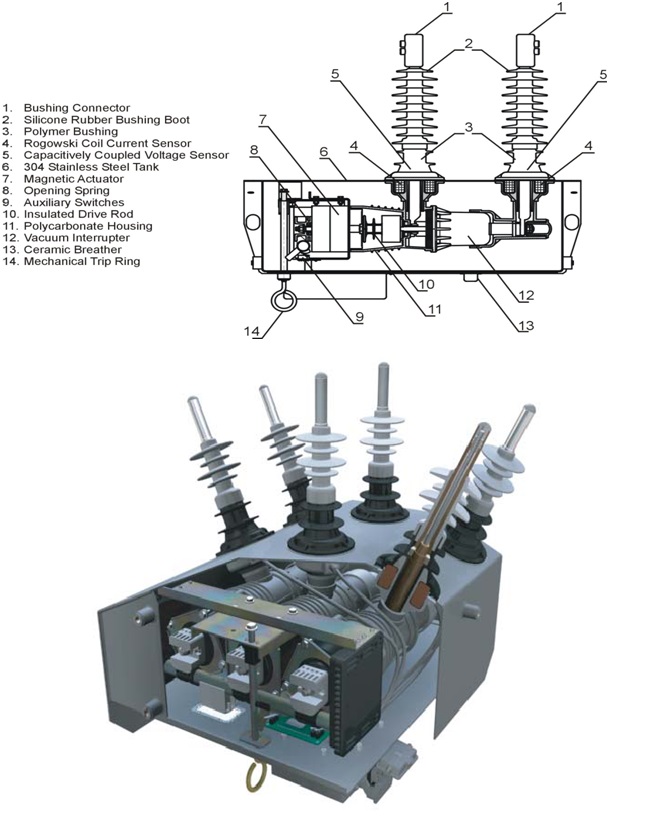 1
1
2
5
5
3
7
4
4
8
6
1. Bushing Connector
2. Silicone Rubber Bushing Boot
3. Polymer Bushing
4. Rogowski Coil Current Sensor
5. Capacitively Coupled Voltage Sensor
6. 304 Stainless Steel Tank
7. Magnetic Actuator
8. Opening Spring
9. Auxiliary Switches
10. Insulated Drive Rod
11. Polycarbonate Housing
12. Vacuum Interrupter
13. Ceramic Breather
14. Mechanical Trip Ring
10
12
11
9
13
14